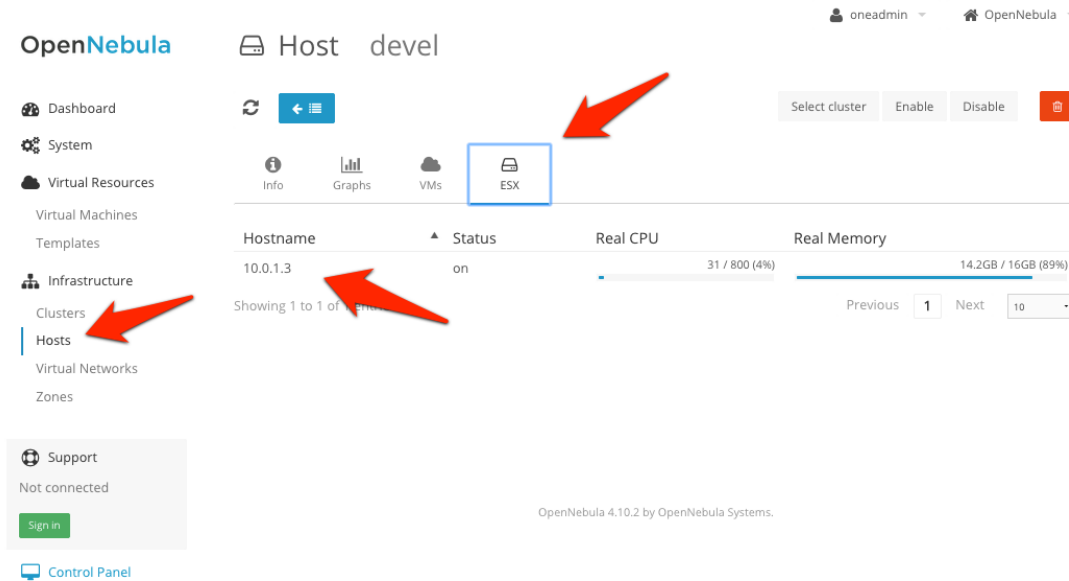 oneadmin
OpenNebula
OpenNebula
Host devel
Dashboard
System
Virtual Resources
Virtual Machines
Templates
Infrastructure
Clusters
Hosts
Virtual Networks
Zones
Support
Not connected
Sign in
Control Panel
Select cluster
Enable
Disable
Info
Graphs
VMs
ESX
Hostname Status Real CPU Real Memory
10.0.1.3 on 31 / 800 (4%) 14.2GB / 16GB (89%)
Showing 1 to 1 of
Previous 1 Next 10
OpenNebula 4.10.2 by OpenNebula Systems.